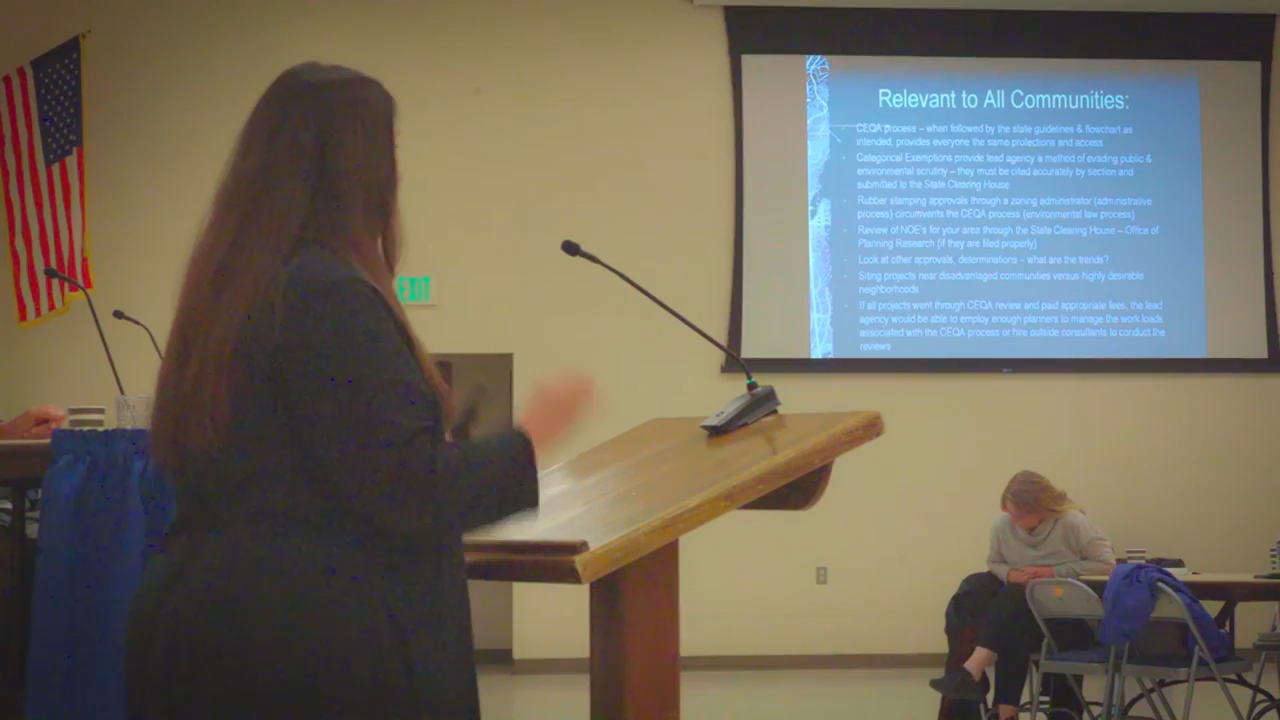 Relevant to All Communities:
CEQA process – when followed by the state guidelines & flowchart as
intended, provides everyone the same protections and access
Categorical Exemptions provide lead agency a method of evading public &
environmental scrutiny – they must be cited accurately by section and
submitted to the State Clearing House
Rubber stamping approvals through a zoning administrator (administrative
process) circumvents the CEQA process (environmental law process)
Review of NOE's for your area through the State Clearing House – Office of
Planning Research (if they are filed properly)
Look at other approvals, determinations – what are the trends?
Siting projects near disadvantaged communities versus highly desirable
neighborhoods
If all projects went through CEQA review and paid appropriate fees, the lead
agency would be able to employ enough planners to manage the work loads
associated with the CEQA process or hire outside consultants to conduct the
reviews
EXIT